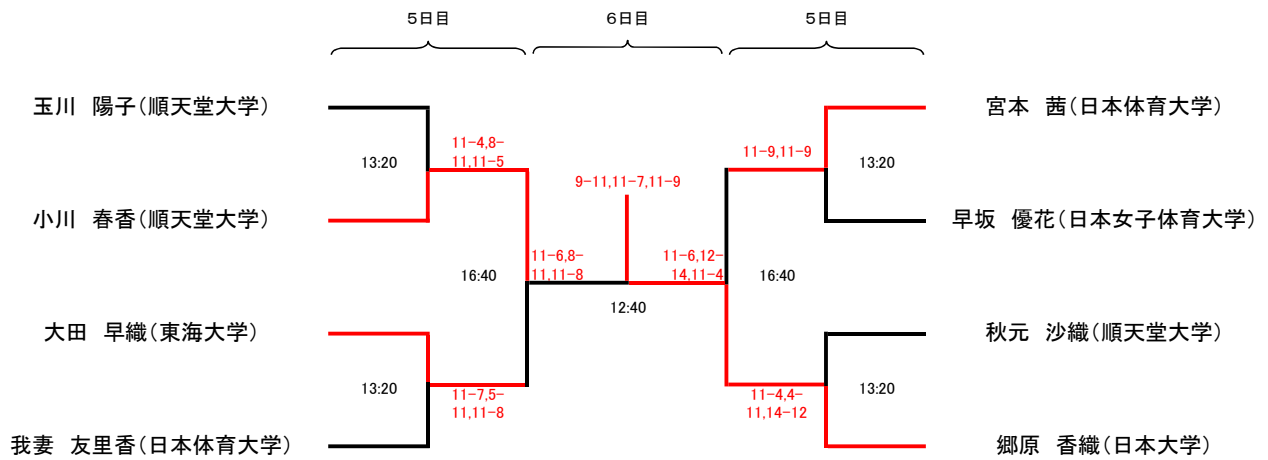 5日目
6日目
5日目
玉川　陽子(順天堂大学)
宮本　茜(日本体育大学)
11-4,8-
11,11-5
11-9,11-9
13:20
13:20
9-11,11-7,11-9
小川　春香(順天堂大学)
早坂　優花(日本女子体育大学)
11-6,8-
11,11-8
11-6,12-
14,11-4
16:40
16:40
12:40
大田　早織(東海大学)
秋元　沙織(順天堂大学)
13:20
13:20
11-7,5-
11,11-8
11-4,4-
11,14-12
我妻　友里香(日本体育大学)
郷原　香織(日本大学)